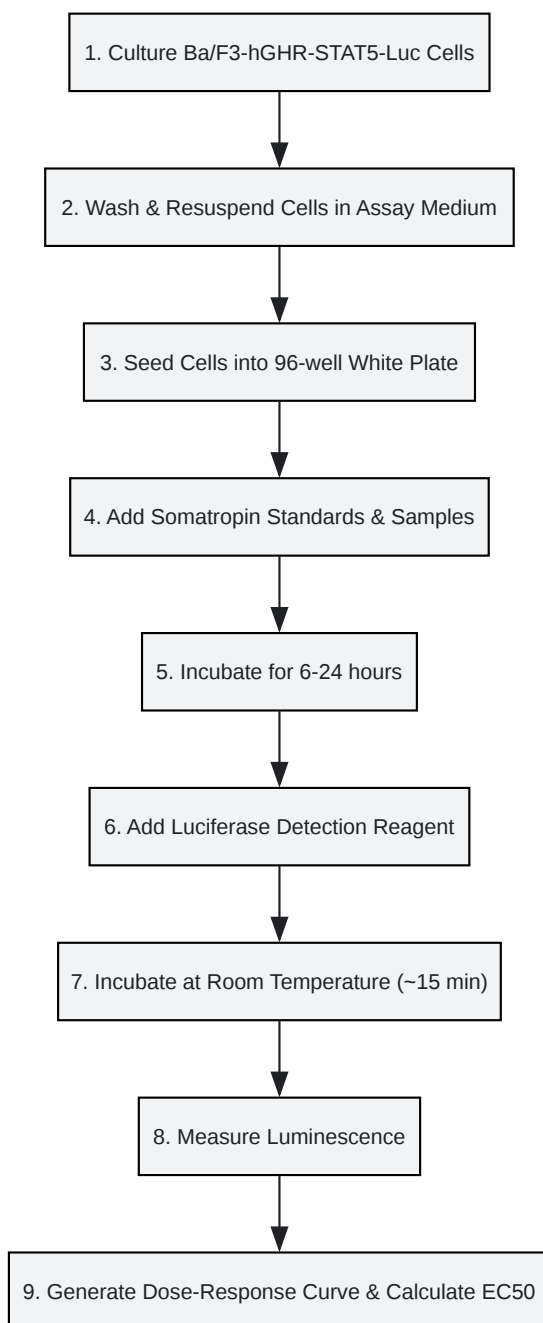 1. Culture Ba/F3-hGHR-STAT5-Luc Cells
2. Wash & Resuspend Cells in Assay Medium
3. Seed Cells into 96-well White Plate
4. Add Somatropin Standards & Samples
5. Incubate for 6-24 hours
6. Add Luciferase Detection Reagent
7. Incubate at Room Temperature (~15 min)
8. Measure Luminescence
9. Generate Dose-Response Curve & Calculate EC50